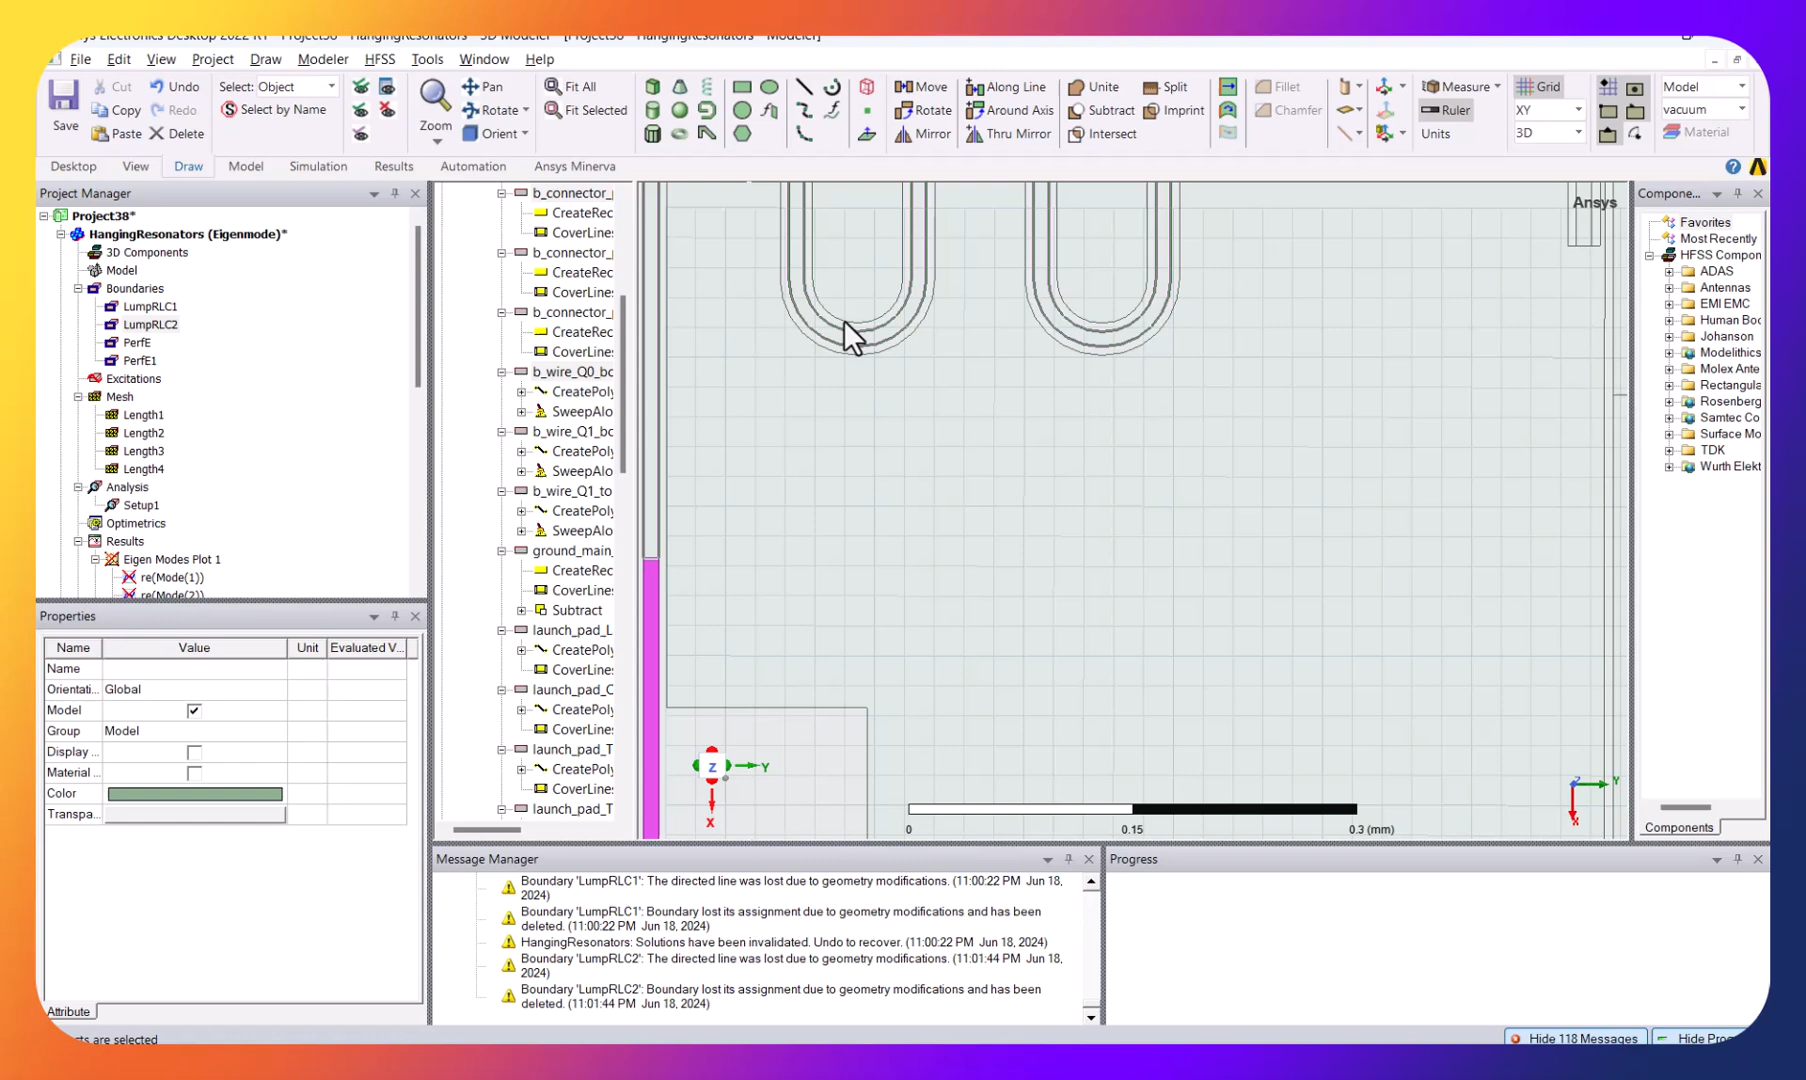 File Edit View Project Draw Modeler HFSS Tools Window Help
Save
Cut
Copy
Paste
Undo
Redo
Delete
Select: Object
Select by Name
Zoom
Pan
Rotate
Orient
Fit All
Fit Selected
Move
Rotate
Mirror
Along Line
Around Axis
Thru Mirror
Unite
Subtract
Intersect
Split
Imprint
Fillet
Chamfer
Measure
Ruler
Units
Grid
XY
3D
Model
vacuum
Material
Desktop View Draw Model Simulation Results Automation Ansys Minerva
Project Manager
Project38*
HangingResonators (Eigenmode)*
3D Components
Model
Boundaries
LumpRLC1
LumpRLC2
PerfE
PerfE1
Excitations
Mesh
Length1
Length2
Length3
Length4
Analysis
Setup1
Optimetrics
Results
Eigen Modes Plot 1
re(Mode(1))
re(Mode(2))
Properties
Name Value Unit Evaluated V...
Name
Orientati... Global
Model
Group Model
Display ...
Material ...
Color
Transpa...
Attribute
b_connector_
CreateRec
CoverLines
b_connector_
CreateRec
CoverLines
b_connector_
CreateRec
CoverLines
b_wire_Q0_bc
CreatePoly
SweepAlo
b_wire_Q1_bc
CreatePoly
SweepAlo
b_wire_Q1_to
CreatePoly
SweepAlo
ground_main_
CreateRec
CoverLines
Subtract
launch_pad_L
CreatePoly
CoverLines
launch_pad_C
CreatePoly
CoverLines
launch_pad_T
CreatePoly
CoverLines
launch_pad_T
Ansys
Z
Y
X
0 0.15 0.3 (mm)
Z
Y
X
Compone...
Favorites
Most Recently
HFSS Compon
ADAS
Antennas
EMI EMC
Human Boc
Johanson
Modelithics
Molex Ante
Rectangula
Rosenberg
Samtec Co
Surface Mo
TDK
Wurth Elekt
Components
Message Manager
Boundary 'LumpRLC1': The directed line was lost due to geometry modifications. (11:00:22 PM Jun 18,
2024)
Boundary 'LumpRLC1': Boundary lost its assignment due to geometry modifications and has been
deleted. (11:00:22 PM Jun 18, 2024)
HangingResonators: Solutions have been invalidated. Undo to recover. (11:00:22 PM Jun 18, 2024)
Boundary 'LumpRLC2': The directed line was lost due to geometry modifications. (11:01:44 PM Jun 18,
2024)
Boundary 'LumpRLC2': Boundary lost its assignment due to geometry modifications and has been
deleted. (11:01:44 PM Jun 18, 2024)
Progress
are selected
Hide 118 Messages
Hide